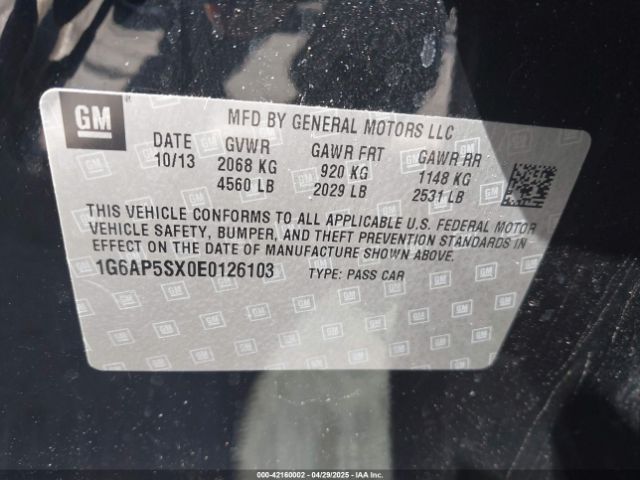 GM
MFD BY GENERAL MOTORS LLC
DATE GVWR GAWR FRT GAWR RR
10/13 2068 KG 920 KG 1148 KG
4560 LB 2029 LB 2531 LB
THIS VEHICLE CONFORMS TO ALL APPLICABLE U.S. FEDERAL MOTOR
VEHICLE SAFETY, BUMPER, AND THEFT PREVENTION STANDARDS IN
EFFECT ON THE DATE OF MANUFACTURE SHOWN ABOVE.
1G6AP5SX0E0126103 TYPE: PASS CAR
000-42160002 - 04/29/2025 - IAAI.COM